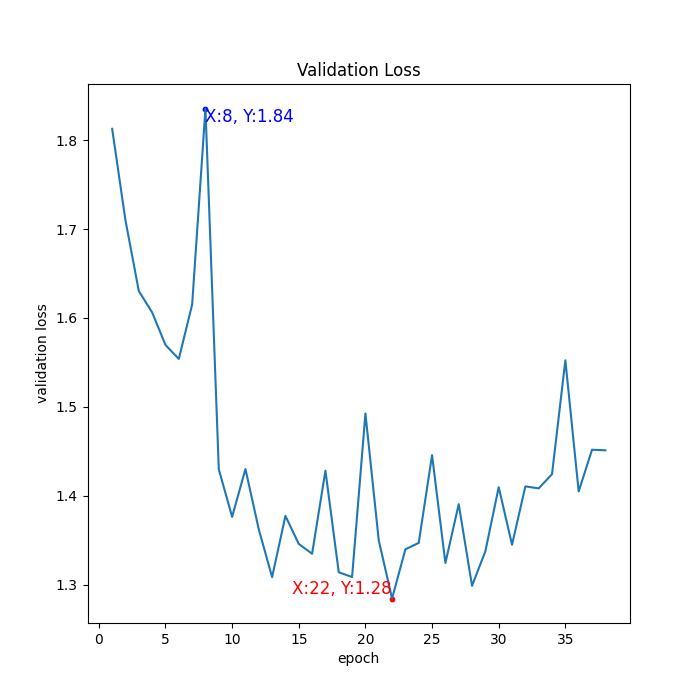 Validation Loss
X:8, Y:1.84
1.8
1.7
1.6
1.5
1.4
1.3
validation loss
X:22, Y:1.28
0 5 10 15 20 25 30 35
epoch